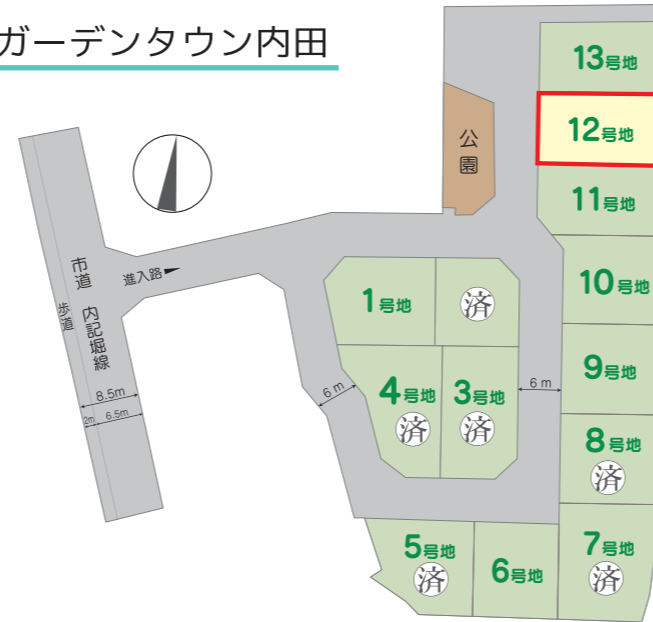 ガーデンタウン内田
13号地
12号地
11号地
10号地
9号地
8号地
済
7号地
済
6号地
5号地
済
公園
市道 内記堀線
歩道
進入路
8.5m
2m
6.5m
1号地
済
4号地
済
3号地
済
6m
6m